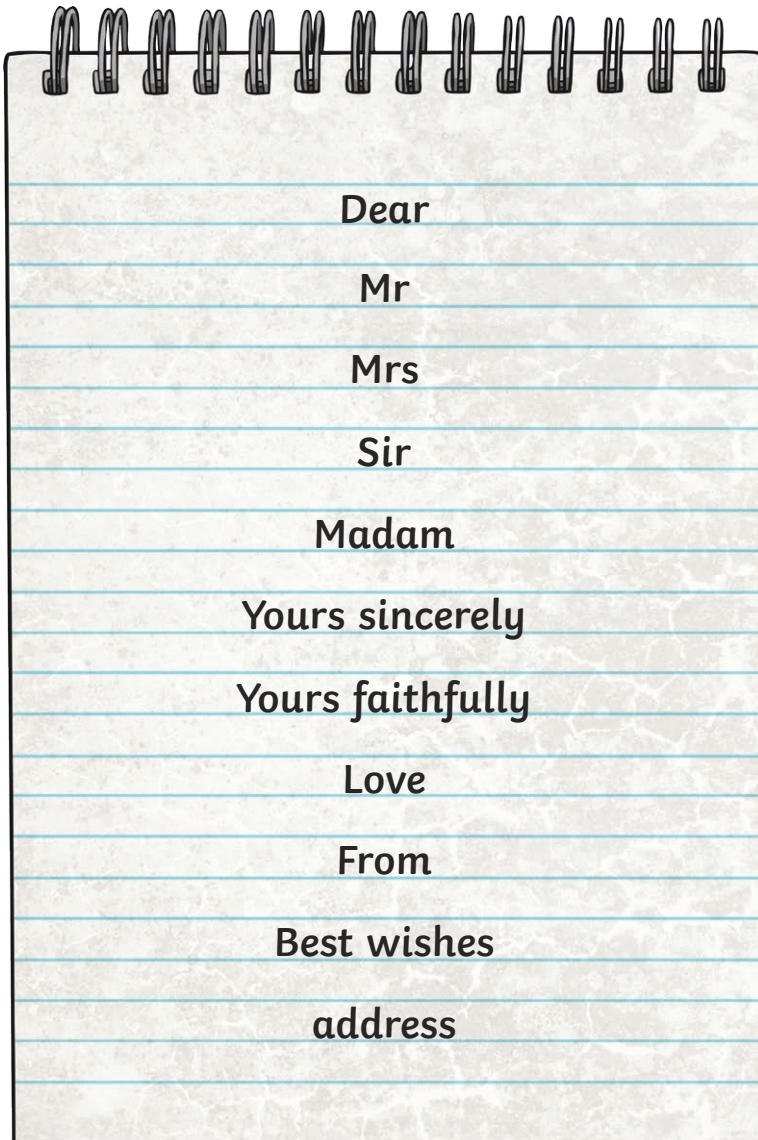 Dear
Mr
Mrs
Sir
Madam
Yours sincerely
Yours faithfully
Love
From
Best wishes
address